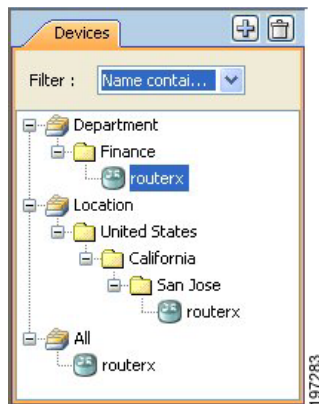 Devices
Filter : Name contai...
Department
Finance
routerx
Location
United States
California
San Jose
routerx
All
routerx
197283